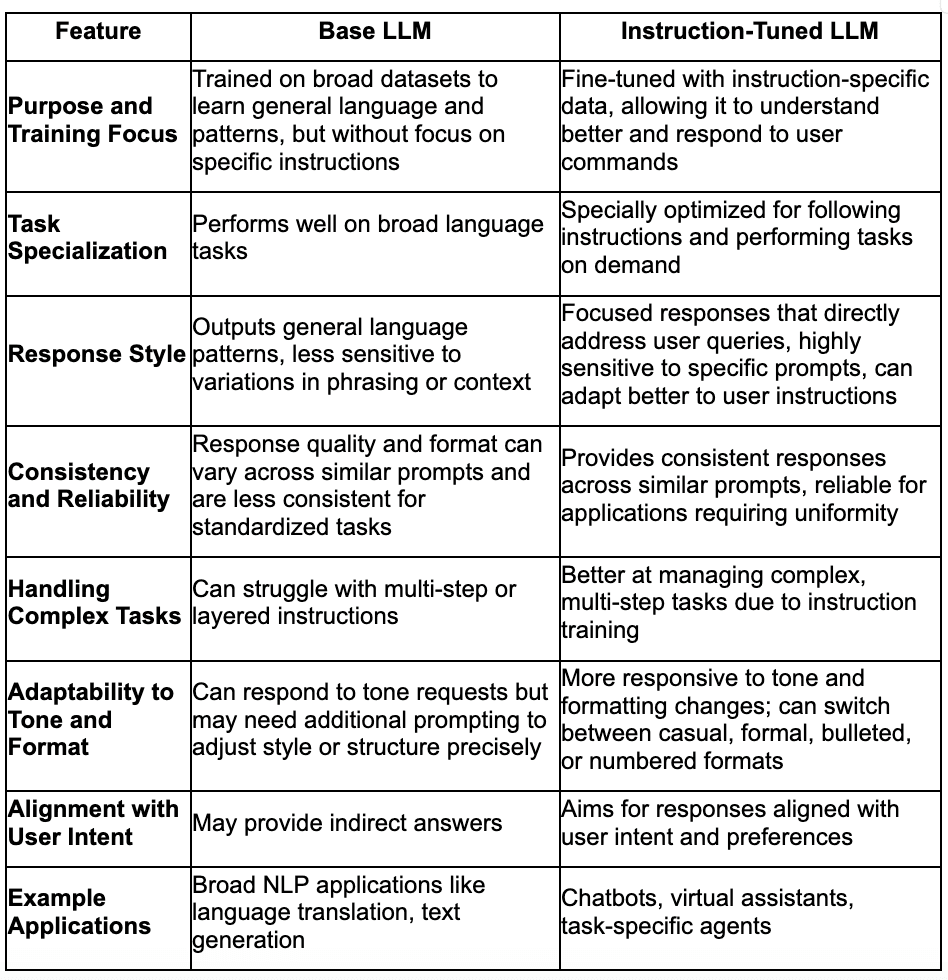 Feature
Base LLM
Instruction-Tuned LLM
Purpose and
Training Focus
Trained on broad datasets to
learn general language and
patterns, but without focus on
specific instructions
Fine-tuned with instruction-specific
data, allowing it to understand
better and respond to user
commands
Task
Specialization
Performs well on broad language
tasks
Specially optimized for following
instructions and performing tasks
on demand
Response Style
Outputs general language
patterns, less sensitive to
variations in phrasing or context
Focused responses that directly
address user queries, highly
sensitive to specific prompts, can
adapt better to user instructions
Consistency
and Reliability
Response quality and format can
vary across similar prompts and
are less consistent for
standardized tasks
Provides consistent responses
across similar prompts, reliable for
applications requiring uniformity
Handling
Complex Tasks
Can struggle with multi-step or
layered instructions
Better at managing complex,
multi-step tasks due to instruction
training
Adaptability to
Tone and
Format
Can respond to tone requests but
may need additional prompting to
adjust style or structure precisely
More responsive to tone and
formatting changes; can switch
between casual, formal, bulleted,
or numbered formats
Alignment with
User Intent
May provide indirect answers
Aims for responses aligned with
user intent and preferences
Example
Applications
Broad NLP applications like
language translation, text
generation
Chatbots, virtual assistants,
task-specific agents